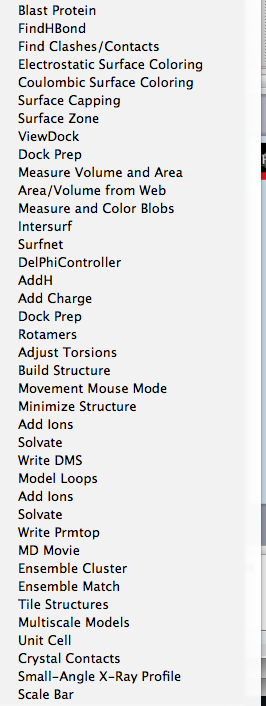 Blast Protein
FindHBond
Find Clashes/Contacts
Electrostatic Surface Coloring
Coulombic Surface Coloring
Surface Capping
Surface Zone
ViewDock
Dock Prep
Measure Volume and Area
Area/Volume from Web
Measure and Color Blobs
Intersurf
Surfnet
DelPhiController
AddH
Add Charge
Dock Prep
Rotamers
Adjust Torsions
Build Structure
Movement Mouse Mode
Minimize Structure
Add Ions
Solvate
Write DMS
Model Loops
Add Ions
Solvate
Write Prmtop
MD Movie
Ensemble Cluster
Ensemble Match
Tile Structures
Multiscale Models
Unit Cell
Crystal Contacts
Small-Angle X-Ray Profile
Scale Bar